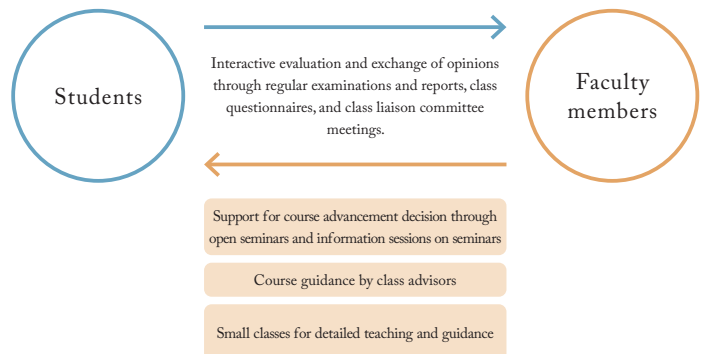 Students
Interactive evaluation and exchange of opinions
through regular examinations and reports, class
questionnaires, and class liaison committee
meetings.
Faculty
members
Support for course advancement decision through
open seminars and information sessions on seminars
Course guidance by class advisors
Small classes for detailed teaching and guidance